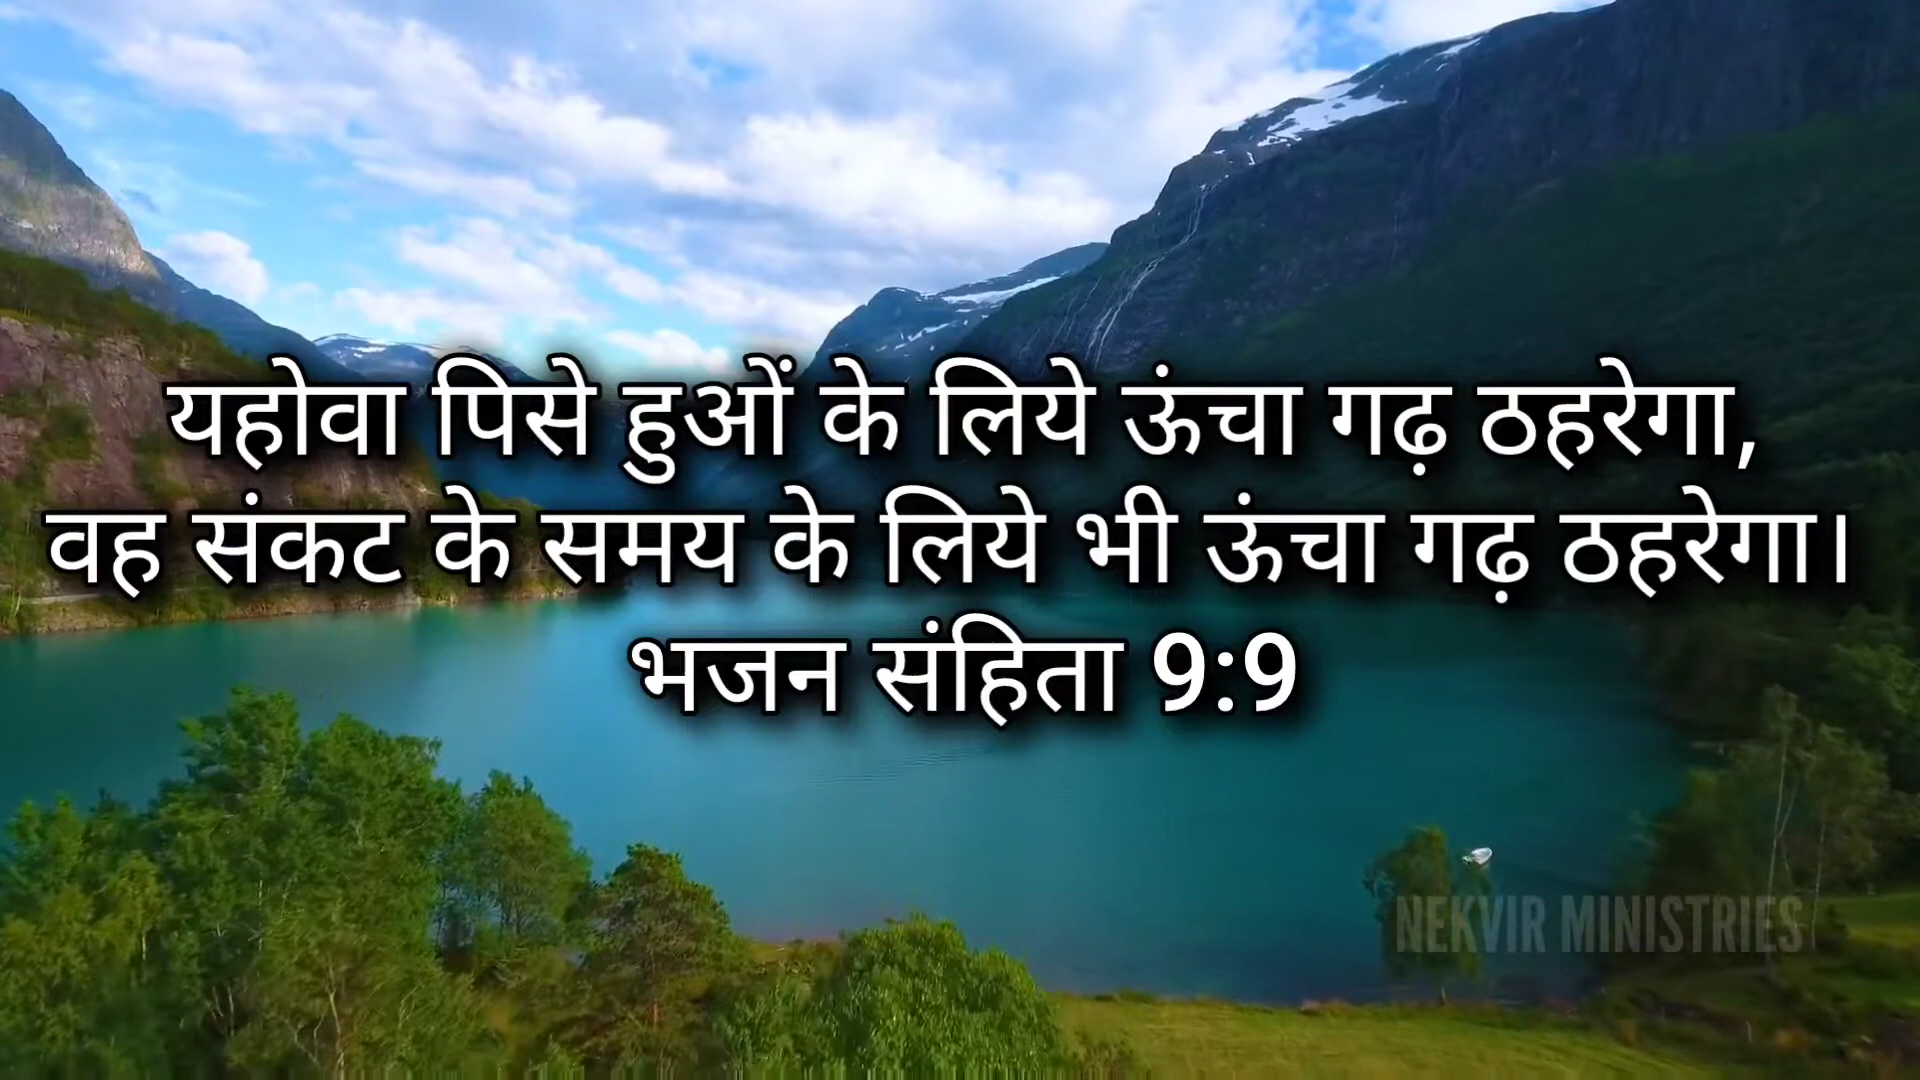 यहोवा पिसे हुओं के लिये ऊंचा गढ़ ठहरेगा,
वह संकट के समय के लिये भी ऊंचा गढ़ ठहरेगा।
भजन संहिता 9:9
NEKVIR MINISTRIES